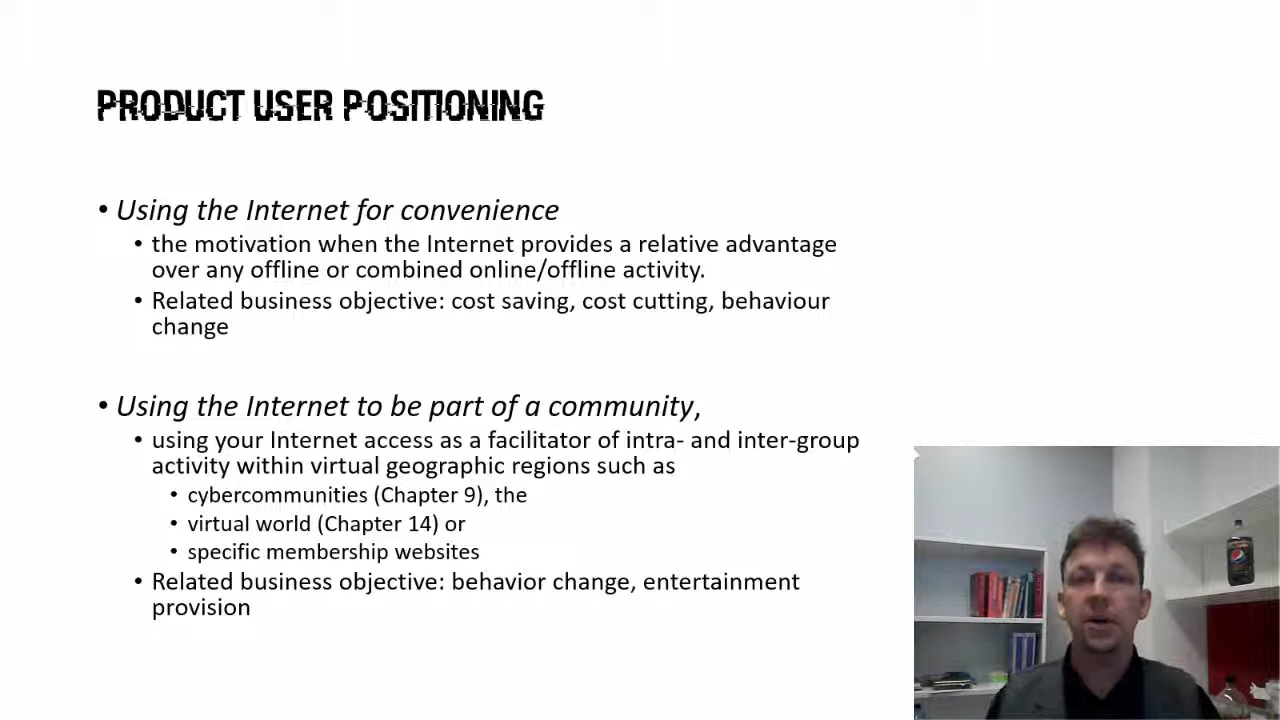 PRODUCT USER POSITIONING
• Using the Internet for convenience
• the motivation when the Internet provides a relative advantage
over any offline or combined online/offline activity.
• Related business objective: cost saving, cost cutting, behaviour
change
• Using the Internet to be part of a community,
• using your Internet access as a facilitator of intra- and inter-group
activity within virtual geographic regions such as
• cybercommunities (Chapter 9), the
• virtual world (Chapter 14) or
• specific membership websites
• Related business objective: behavior change, entertainment
provision